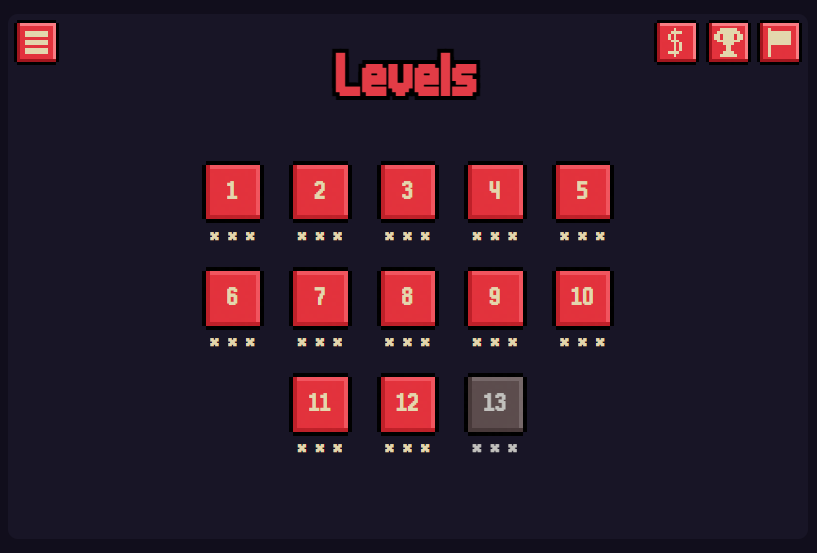 $
Levels
1 2 3 4 5
× × × × × × × × × × × × × × ×
6 7 8 9 10
× × × × × × × × × × × × × × ×
11 12 13
× × × × × × × × ×